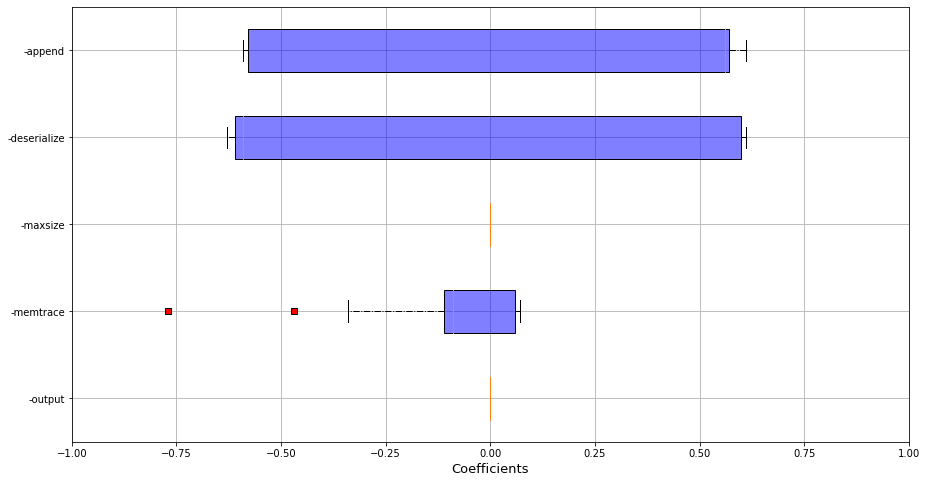 -append
-deserialize
-maxsize
-memtrace
-output
−1.00 −0.75 −0.50 −0.25 0.00 0.25 0.50 0.75 1.00
Coefficients